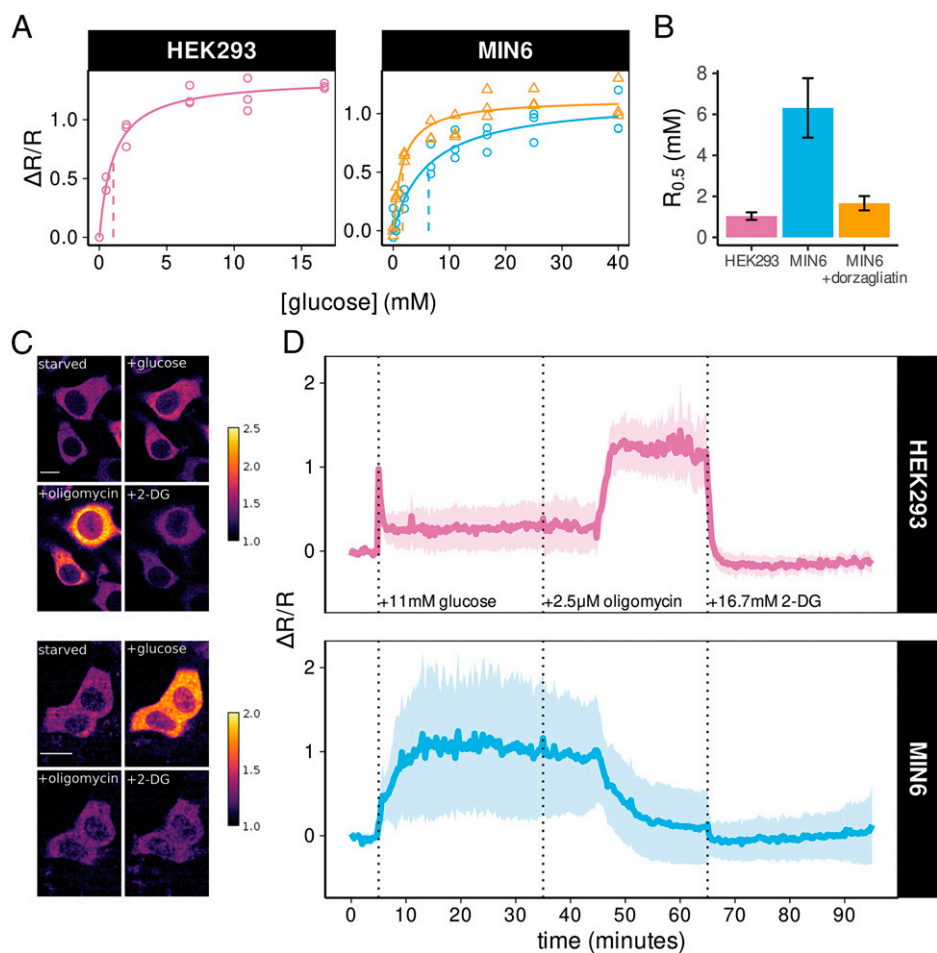 A
HEK293
MIN6
ΔR/R
1.0
0.5
0.0
0 5 10 15
1.0
0.5
0.0
0 10 20 30 40
[glucose] (mM)
B
R0.5 (mM)
8
6
4
2
0
HEK293 MIN6 MIN6
+dorzagliatin
C
starved +glucose
+oligomycin +2-DG
2.5
2.0
1.5
1.0
starved +glucose
+oligomycin +2-DG
2.0
1.5
1.0
D
2
1
0
+11mM glucose +2.5μM oligomycin +16.7mM 2-DG
HEK293
ΔR/R
2
1
0
MIN6
0 10 20 30 40 50 60 70 80 90
time (minutes)